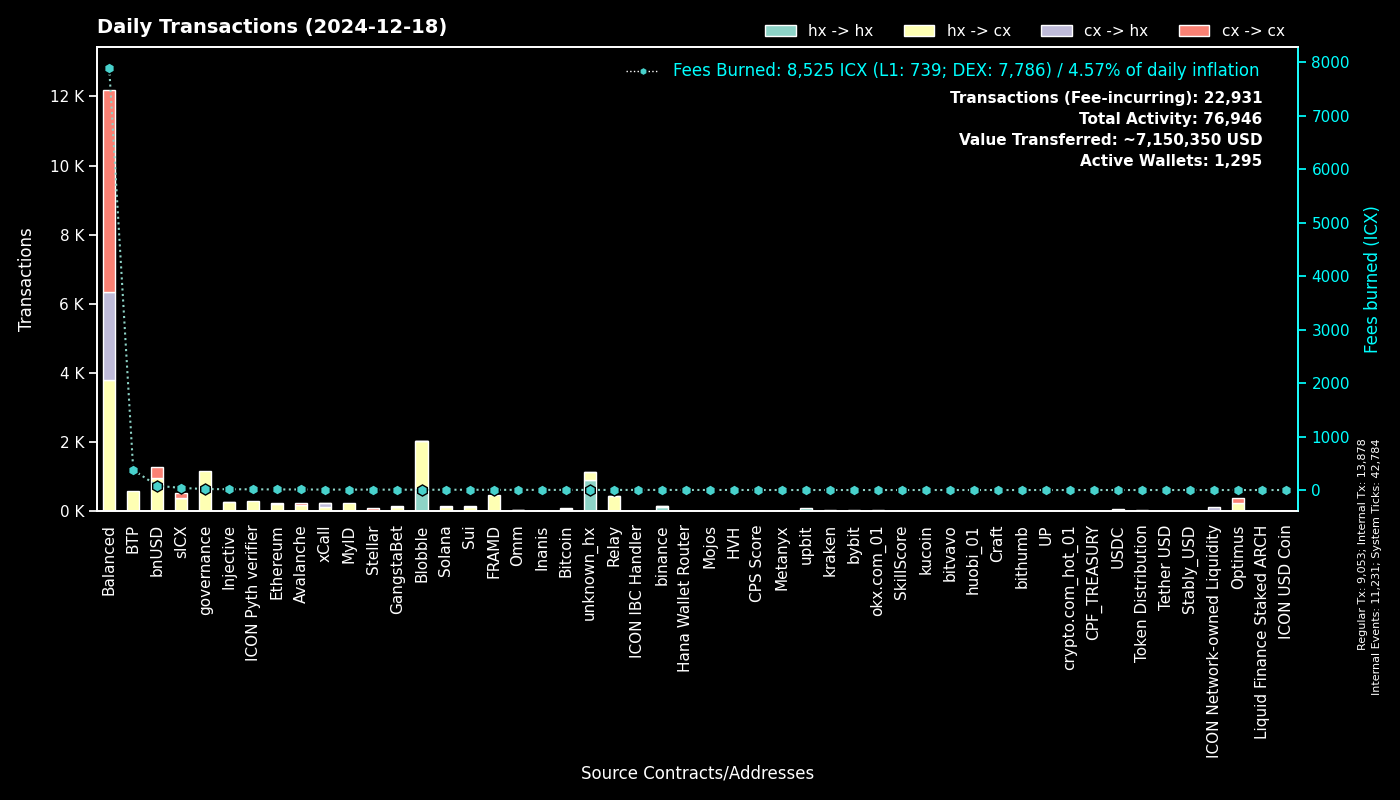 Daily Transactions (2024-12-18)
hx -> hx
hx -> cx
cx -> hx
cx -> cx
Fees Burned: 8,525 ICX (L1: 739; DEX: 7,786) / 4.57% of daily inflation
Transactions (Fee-incurring): 22,931
Total Activity: 76,946
Value Transferred: ~7,150,350 USD
Active Wallets: 1,295
Transactions
12 K
10 K
8 K
6 K
4 K
2 K
0 K
8000
7000
6000
5000
4000
3000
2000
1000
0
Fees burned (ICX)
Balanced
BTP
bnUSD
sICX
governance
Injective
ICON Pyth verifier
Ethereum
Avalanche
xCall
MyID
Stellar
GangstaBet
Blobble
Solana
Sui
FRAMD
Omm
Inanis
Bitcoin
unknown_hx
Relay
ICON IBC Handler
binance
Hana Wallet Router
Mojos
HVH
CPS Score
Metanyx
upbit
kraken
bybit
okx.com_01
SkillScore
kucoin
bitvavo
huobi_01
Craft
bithumb
UP
crypto.com_hot_01
CPF_TREASURY
USDC
Token Distribution
Tether USD
Stably_USD
ICON Network-owned Liquidity
Optimus
Liquid Finance Staked ARCH
ICON USD Coin
Source Contracts/Addresses
Regular Tx: 9,053; Internal Tx: 13,878
Internal Events: 11,231; System Ticks: 42,784